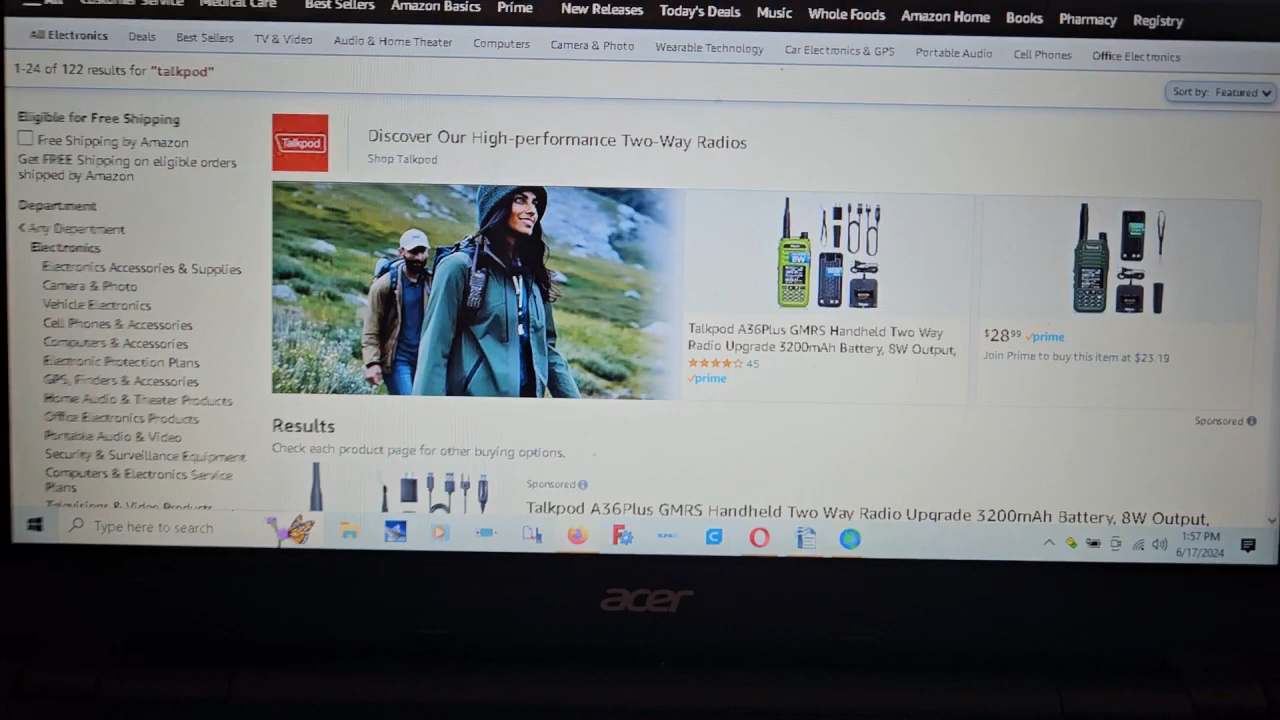 All Customer Service Medical Care Best Sellers Amazon Basics Prime New Releases Today's Deals Music Whole Foods Amazon Home Books Pharmacy Registry
All Electronics Deals Best Sellers TV & Video Audio & Home Theater Computers Camera & Photo Wearable Technology Car Electronics & GPS Portable Audio Cell Phones Office Electronics
1-24 of 122 results for "talkpod"
Sort by: Featured
Eligible for Free Shipping
Free Shipping by Amazon
Get FREE Shipping on eligible orders
shipped by Amazon
Department
Any Department
Electronics
Electronics Accessories & Supplies
Camera & Photo
Vehicle Electronics
Cell Phones & Accessories
Computers & Accessories
Electronic Protection Plans
GPS, Finders & Accessories
Home Audio & Theater Products
Office Electronics Products
Portable Audio & Video
Security & Surveillance Equipment
Computers & Electronics Service
Plans
Televisions & Video Products
Talkpod
Discover Our High-performance Two-Way Radios
Shop Talkpod
8W
Talkpod A36Plus GMRS Handheld Two Way
Radio Upgrade 3200mAh Battery, 8W Output,
45
prime
$28.99 prime
Join Prime to buy this item at $23.19
Sponsored
Results
Check each product page for other buying options.
Sponsored
Talkpod A36Plus GMRS Handheld Two Way Radio Upgrade 3200mAh Battery, 8W Output,
Type here to search
1:57 PM
6/17/2024
acer